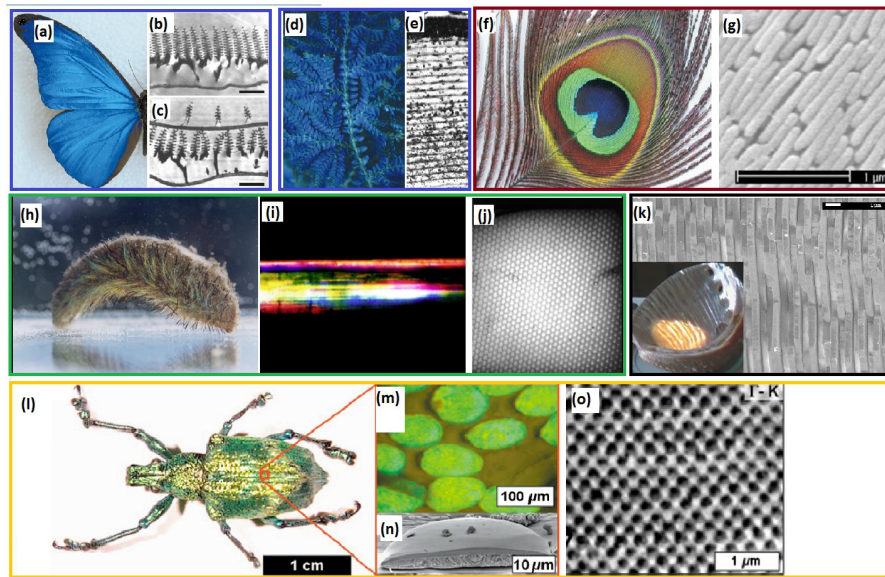 (a)
(b)
(c)
(d)
(e)
(f)
(g)
1 μm
(h)
(i)
(j)
(k)
(l)
1 cm
(m)
100 μm
(n)
10 μm
(o)
Γ - K
1 μm